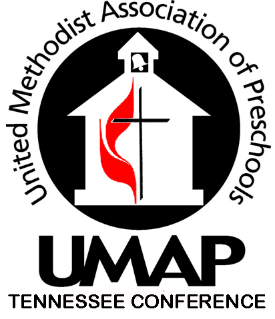 United Methodist Association of Preschools
UMAP
TENNESSEE CONFERENCE